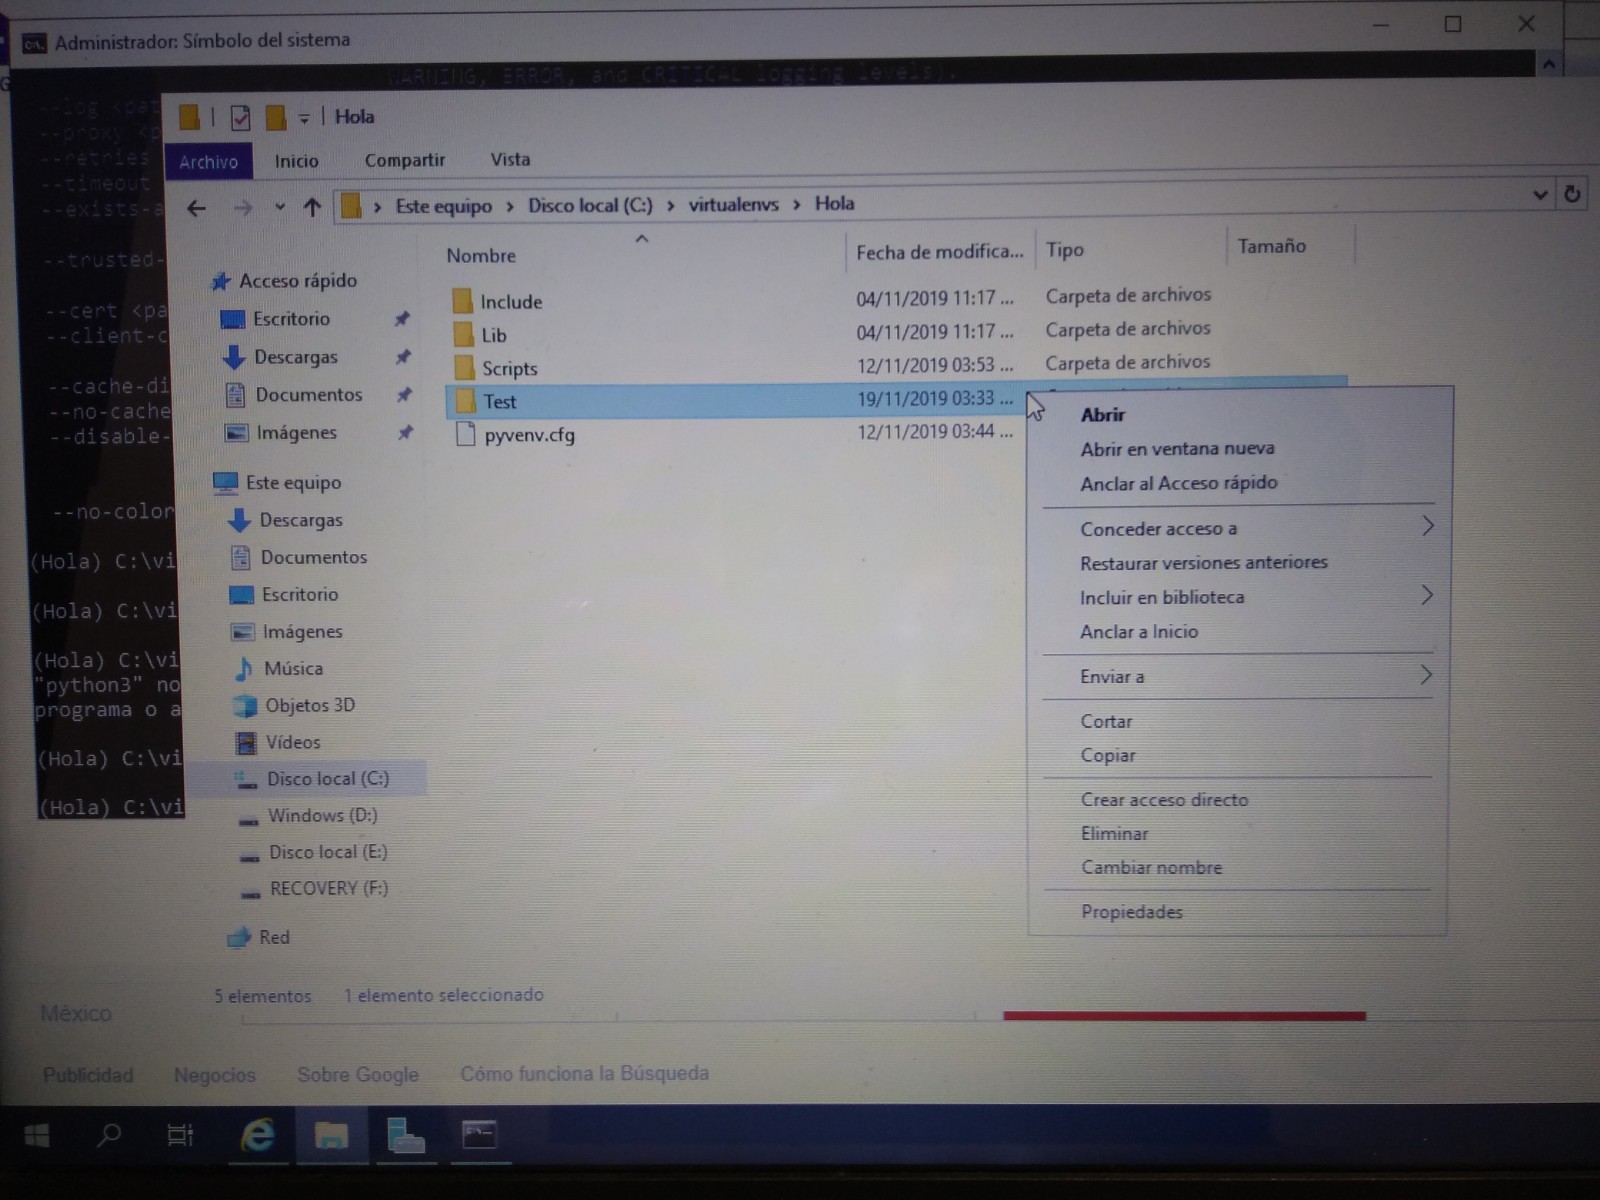 Administrador: Símbolo del sistema
WARNING, ERROR, and CRITICAL logging levels).
--log <pat
--proxy <p
--retries
--timeout
--exists-a
--trusted-
--cert <pa
--client-c
--cache-di
--no-cache
--disable-
--no-color
(Hola) C:\vi
(Hola) C:\vi
(Hola) C:\vi
"python3" no
programa o a
(Hola) C:\vi
(Hola) C:\vi
Hola
Archivo Inicio Compartir Vista
Este equipo > Disco local (C:) > virtualenvs > Hola
Nombre Fecha de modifica... Tipo Tamaño
Include 04/11/2019 11:17 ... Carpeta de archivos
Lib 04/11/2019 11:17 ... Carpeta de archivos
Scripts 12/11/2019 03:53 ... Carpeta de archivos
Test 19/11/2019 03:33 ...
pyvenv.cfg 12/11/2019 03:44 ...
Acceso rápido
Escritorio
Descargas
Documentos
Imágenes
Este equipo
Descargas
Documentos
Escritorio
Imágenes
Música
Objetos 3D
Vídeos
Disco local (C:)
Windows (D:)
Disco local (E:)
RECOVERY (F:)
Red
Abrir
Abrir en ventana nueva
Anclar al Acceso rápido
Conceder acceso a
Restaurar versiones anteriores
Incluir en biblioteca
Anclar a Inicio
Enviar a
Cortar
Copiar
Crear acceso directo
Eliminar
Cambiar nombre
Propiedades
5 elementos 1 elemento seleccionado
México
Publicidad Negocios Sobre Google Cómo funciona la Búsqueda